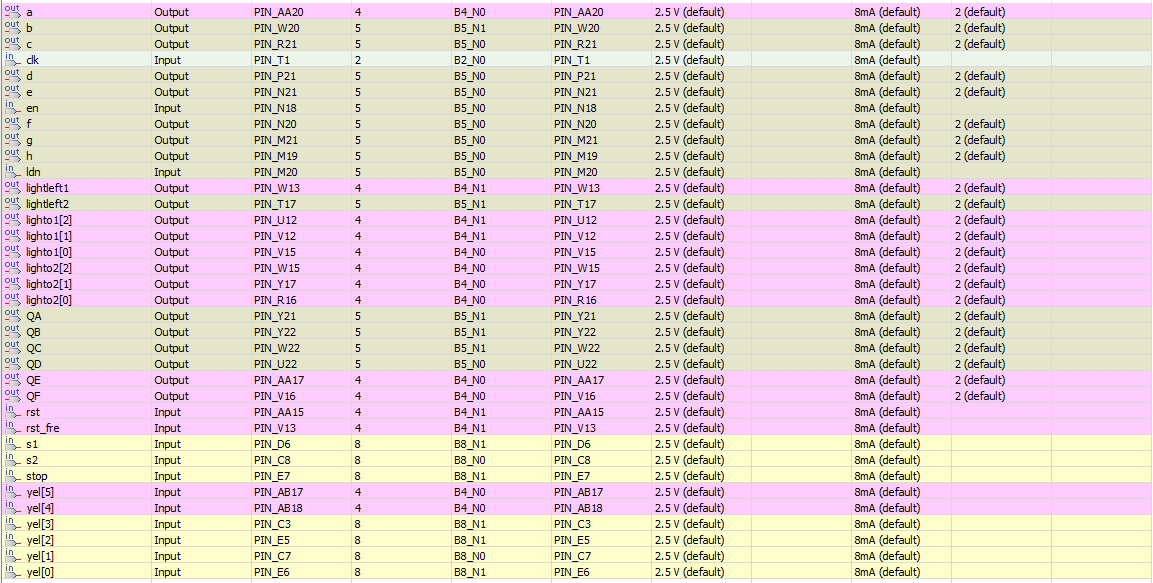 out a Output PIN_AA20 4 B4_N0 PIN_AA20 2.5 V (default) 8mA (default) 2 (default)
out b Output PIN_W20 5 B5_N1 PIN_W20 2.5 V (default) 8mA (default) 2 (default)
out c Output PIN_R21 5 B5_N0 PIN_R21 2.5 V (default) 8mA (default) 2 (default)
in clk Input PIN_T1 2 B2_N0 PIN_T1 2.5 V (default) 8mA (default)
out d Output PIN_P21 5 B5_N0 PIN_P21 2.5 V (default) 8mA (default) 2 (default)
out e Output PIN_N21 5 B5_N0 PIN_N21 2.5 V (default) 8mA (default) 2 (default)
in en Input PIN_N18 5 B5_N0 PIN_N18 2.5 V (default) 8mA (default)
out f Output PIN_N20 5 B5_N0 PIN_N20 2.5 V (default) 8mA (default) 2 (default)
out g Output PIN_M21 5 B5_N0 PIN_M21 2.5 V (default) 8mA (default) 2 (default)
out h Output PIN_M19 5 B5_N0 PIN_M19 2.5 V (default) 8mA (default) 2 (default)
in ldn Input PIN_M20 5 B5_N0 PIN_M20 2.5 V (default) 8mA (default)
out lightleft1 Output PIN_W13 4 B4_N1 PIN_W13 2.5 V (default) 8mA (default) 2 (default)
out lightleft2 Output PIN_T17 5 B5_N1 PIN_T17 2.5 V (default) 8mA (default) 2 (default)
out lighto1[2] Output PIN_U12 4 B4_N1 PIN_U12 2.5 V (default) 8mA (default) 2 (default)
out lighto1[1] Output PIN_V12 4 B4_N1 PIN_V12 2.5 V (default) 8mA (default) 2 (default)
out lighto1[0] Output PIN_V15 4 B4_N0 PIN_V15 2.5 V (default) 8mA (default) 2 (default)
out lighto2[2] Output PIN_W15 4 B4_N0 PIN_W15 2.5 V (default) 8mA (default) 2 (default)
out lighto2[1] Output PIN_Y17 4 B4_N0 PIN_Y17 2.5 V (default) 8mA (default) 2 (default)
out lighto2[0] Output PIN_R16 4 B4_N0 PIN_R16 2.5 V (default) 8mA (default) 2 (default)
out QA Output PIN_Y21 5 B5_N1 PIN_Y21 2.5 V (default) 8mA (default) 2 (default)
out QB Output PIN_Y22 5 B5_N1 PIN_Y22 2.5 V (default) 8mA (default) 2 (default)
out QC Output PIN_W22 5 B5_N1 PIN_W22 2.5 V (default) 8mA (default) 2 (default)
out QD Output PIN_U22 5 B5_N0 PIN_U22 2.5 V (default) 8mA (default) 2 (default)
out QE Output PIN_AA17 4 B4_N0 PIN_AA17 2.5 V (default) 8mA (default) 2 (default)
out QF Output PIN_V16 4 B4_N0 PIN_V16 2.5 V (default) 8mA (default) 2 (default)
in rst Input PIN_AA15 4 B4_N1 PIN_AA15 2.5 V (default) 8mA (default)
in rst_fre Input PIN_V13 4 B4_N1 PIN_V13 2.5 V (default) 8mA (default)
in s1 Input PIN_D6 8 B8_N1 PIN_D6 2.5 V (default) 8mA (default)
in s2 Input PIN_C8 8 B8_N0 PIN_C8 2.5 V (default) 8mA (default)
in stop Input PIN_E7 8 B8_N1 PIN_E7 2.5 V (default) 8mA (default)
in yel[5] Input PIN_AB17 4 B4_N0 PIN_AB17 2.5 V (default) 8mA (default)
in yel[4] Input PIN_AB18 4 B4_N0 PIN_AB18 2.5 V (default) 8mA (default)
in yel[3] Input PIN_C3 8 B8_N1 PIN_C3 2.5 V (default) 8mA (default)
in yel[2] Input PIN_E5 8 B8_N1 PIN_E5 2.5 V (default) 8mA (default)
in yel[1] Input PIN_C7 8 B8_N0 PIN_C7 2.5 V (default) 8mA (default)
in yel[0] Input PIN_E6 8 B8_N1 PIN_E6 2.5 V (default) 8mA (default)